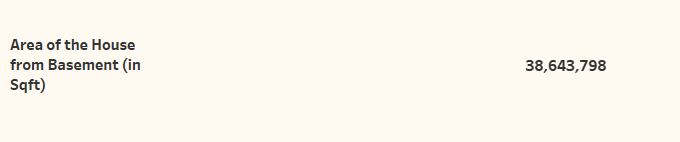 Area of the House
from Basement (in
Sqft)
38,643,798